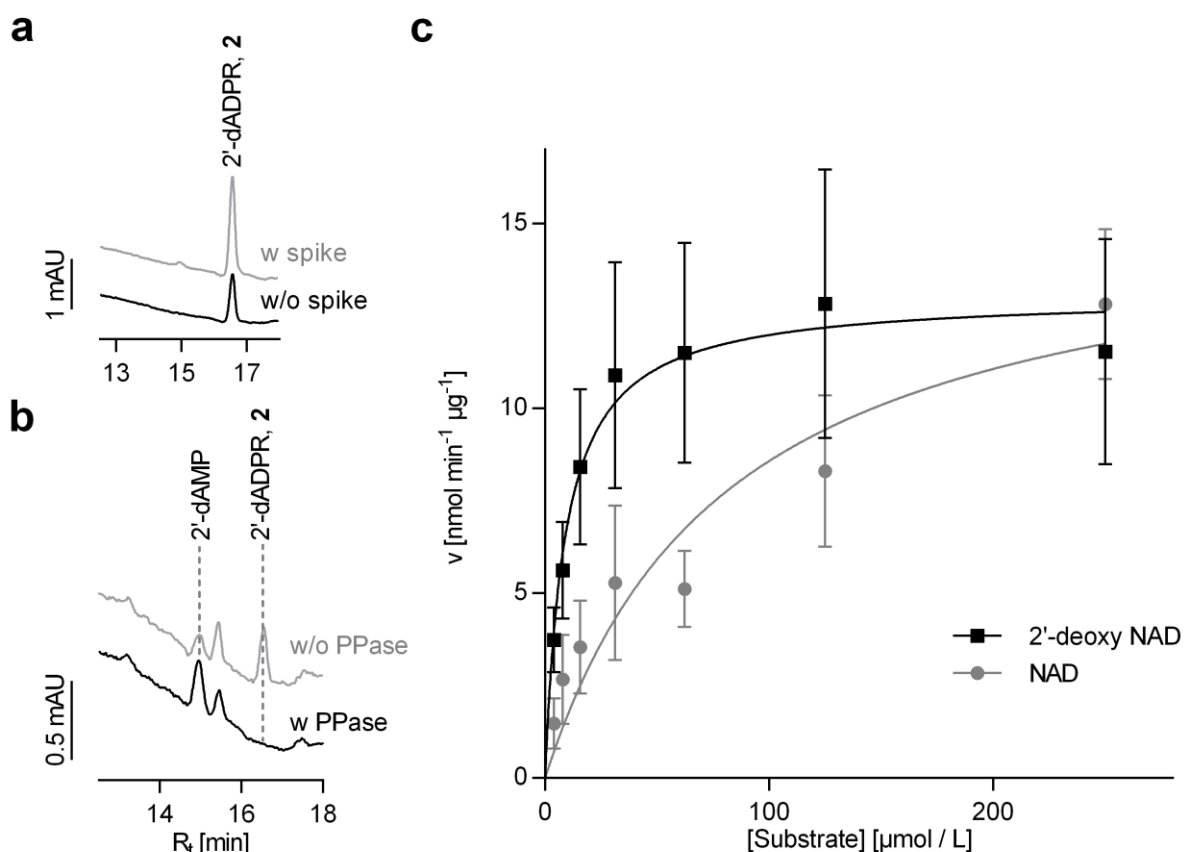 a
2'-dADPR, 2
w spike
w/o spike
1 mAU
13 15 17
b
2'-dAMP
2'-dADPR, 2
w/o PPase
w PPase
0.5 mAU
14 16 18
Rt [min]
c
v [nmol min-1 µg-1]
15
10
5
0
0 100 200
[Substrate] [µmol / L]
2'-deoxy NAD
NAD